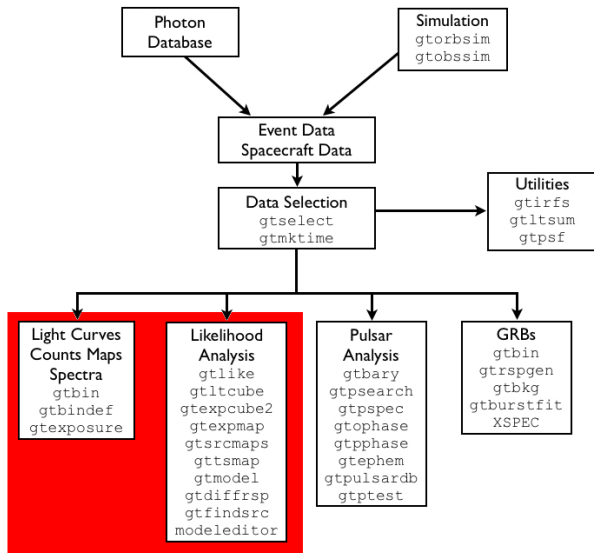 Photon
Database
Simulation
gtorbsim
gtobssim
Event Data
Spacecraft Data
Data Selection
gtselect
gtmktime
Utilities
gtirfs
gtltsum
gtpsf
Light Curves
Counts Maps
Spectra
gtbin
gtbindef
gtexposure
Likelihood
Analysis
gtlike
gtltcube
gtexpcube2
gtexpmap
gtsrcmaps
gttsmap
gtmodel
gtdiffrsp
gtfindsrc
modeleditor
Pulsar
Analysis
gtbary
gtpsearch
gtpspec
gtophase
gtpphase
gtephem
gtpulsardb
gtptest
GRBs
gtbin
gtrspgen
gtbkg
gtburstfit
XSPEC